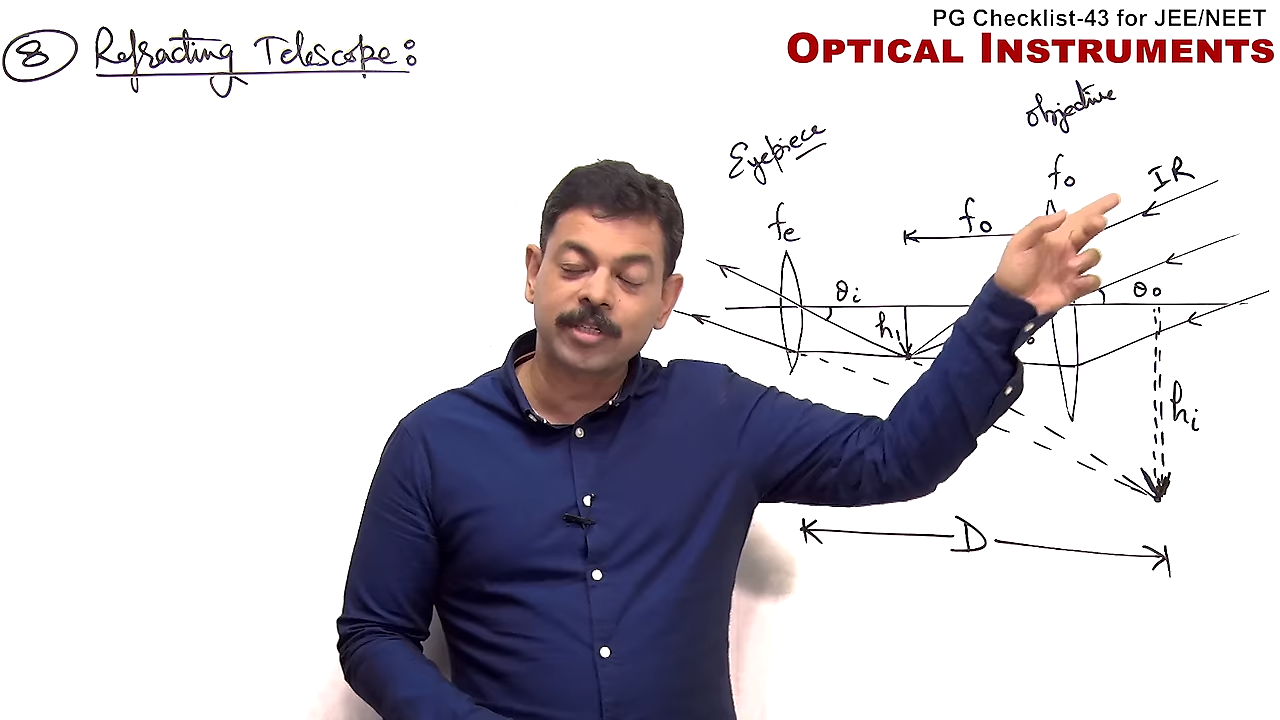 PG Checklist-43 for JEE/NEET
OPTICAL INSTRUMENTS
8 Refracting Telescope:
Objective
Eyepiece
fo
IR
fo
fe
θi
θo
h1
hi
D